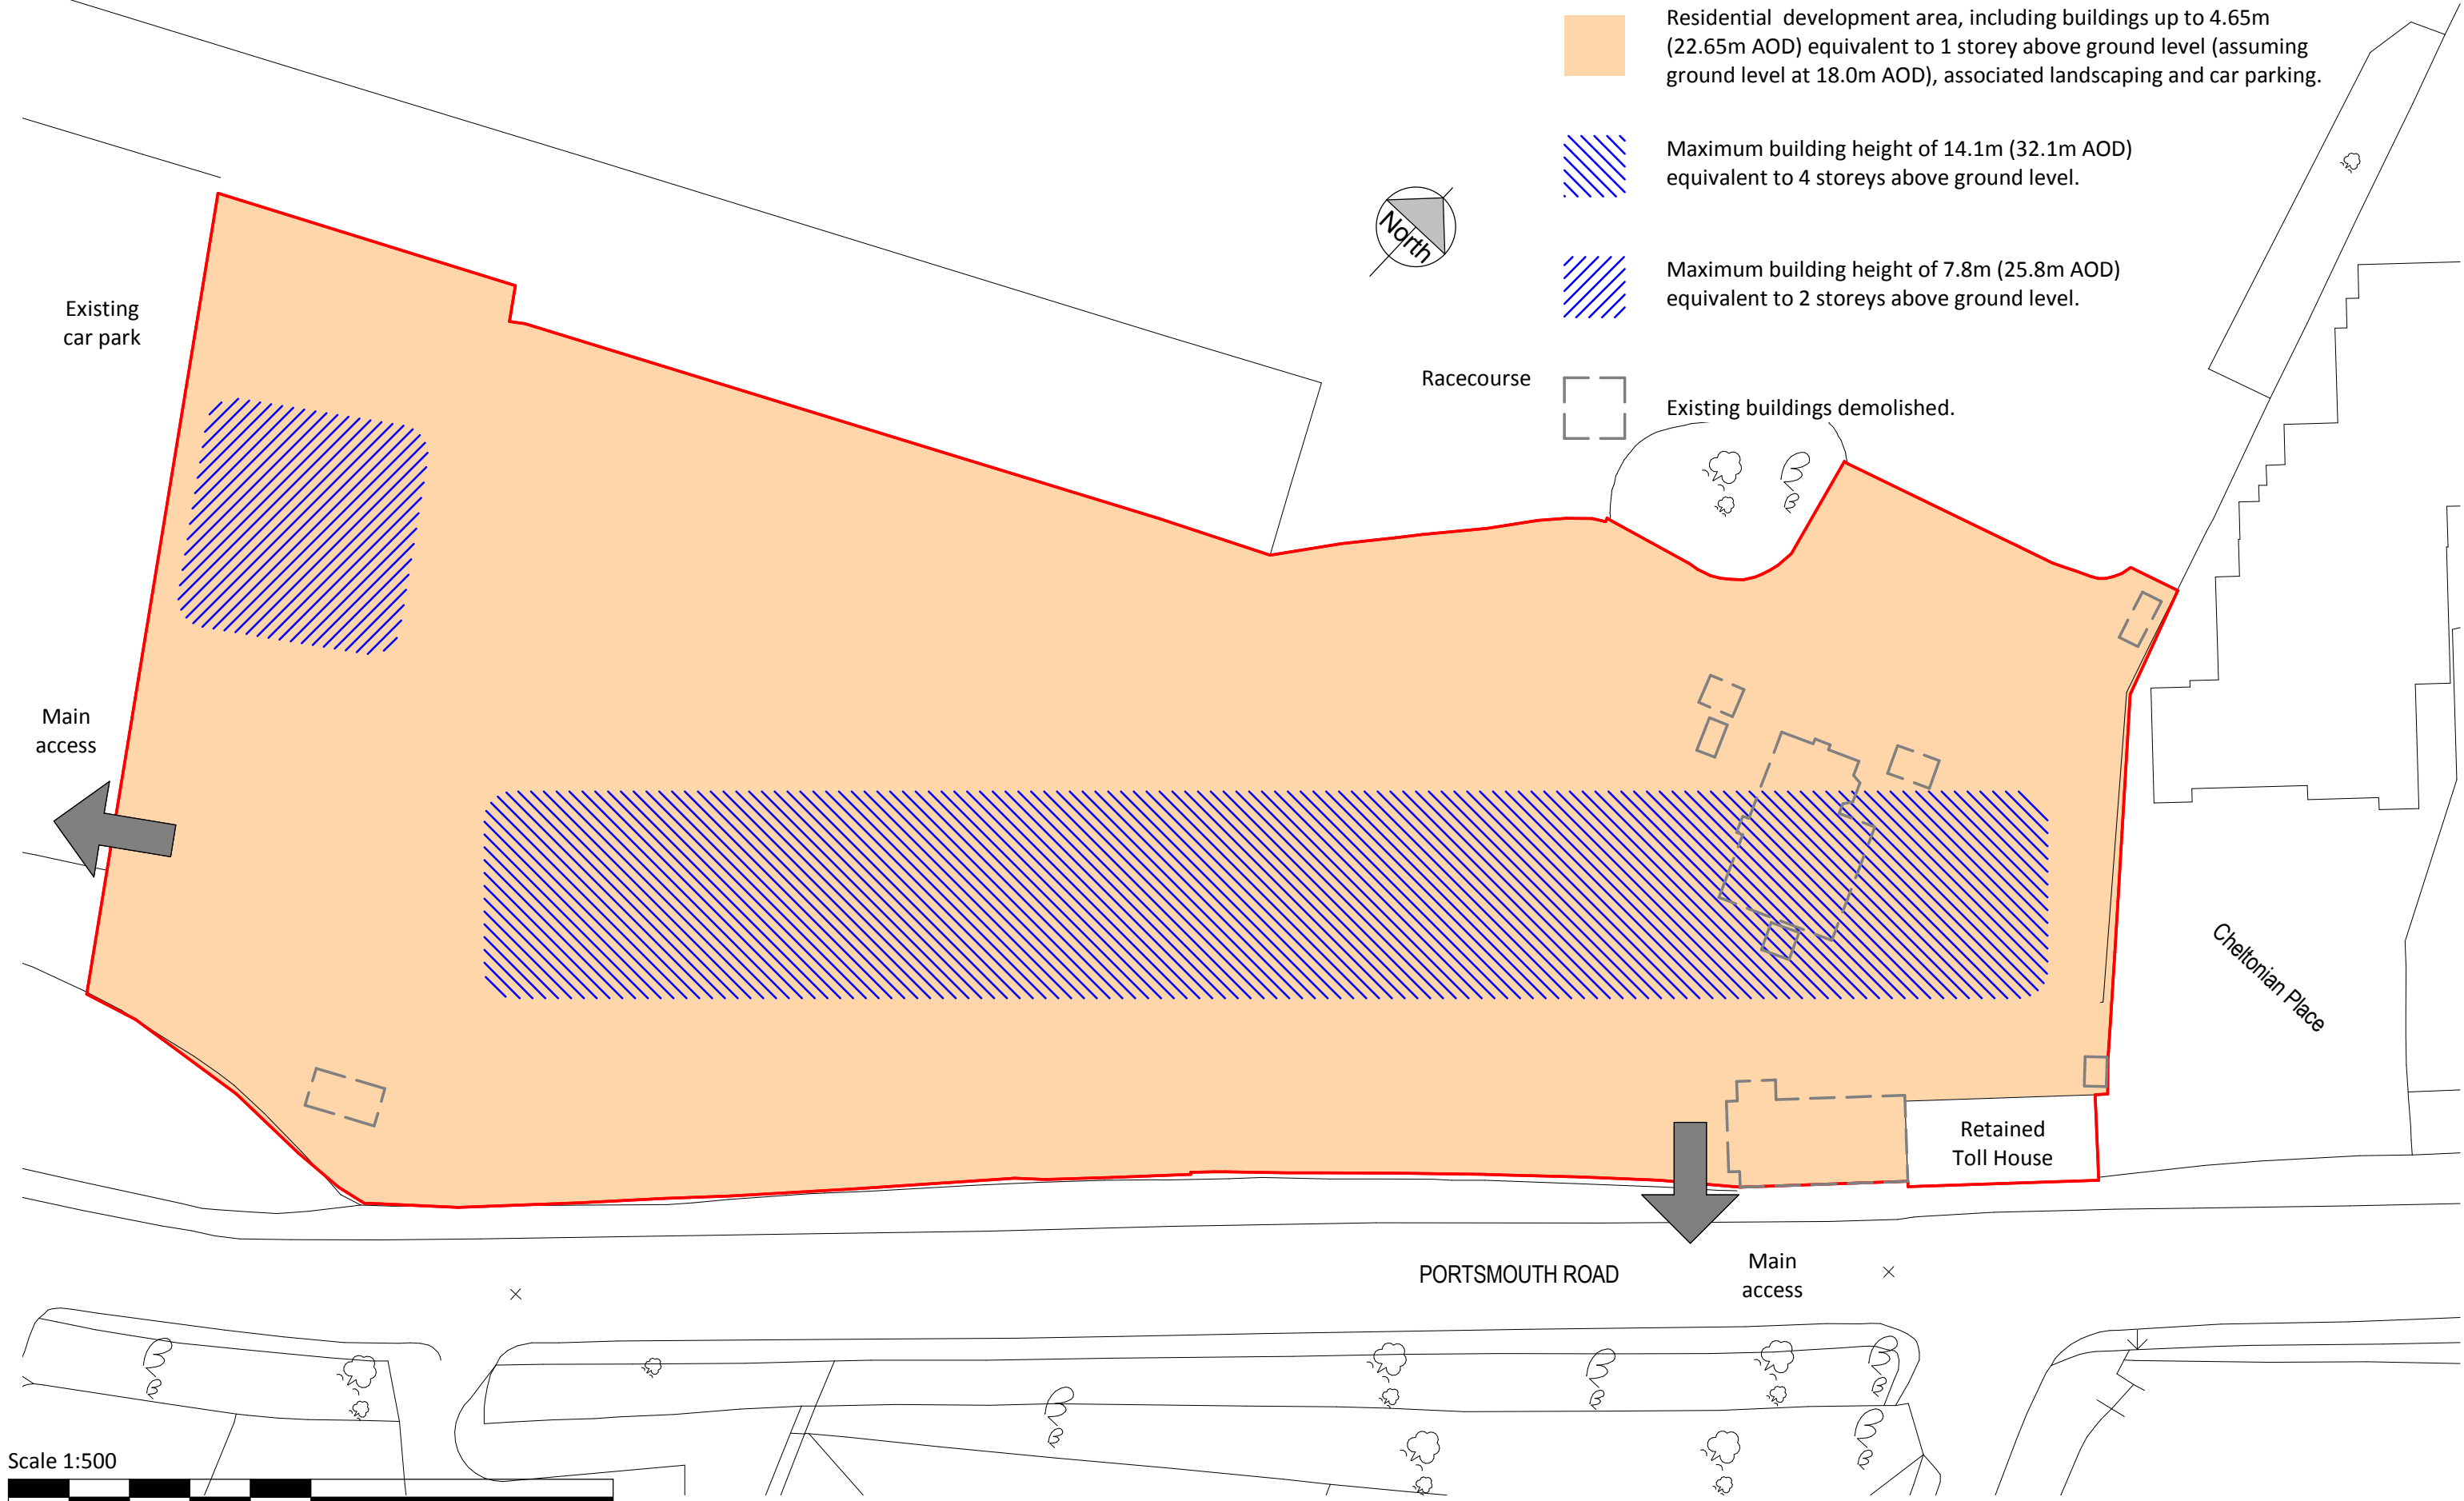 Residential development area, including buildings up to 4.65m
(22.65m AOD) equivalent to 1 storey above ground level (assuming
ground level at 18.0m AOD), associated landscaping and car parking.
Maximum building height of 14.1m (32.1m AOD)
equivalent to 4 storeys above ground level.
North
Maximum building height of 7.8m (25.8m AOD)
equivalent to 2 storeys above ground level.
Existing
car park
Racecourse
Existing buildings demolished.
Main
access
Cheltonian Place
Retained
Toll House
PORTSMOUTH ROAD
Main
access
Scale 1:500